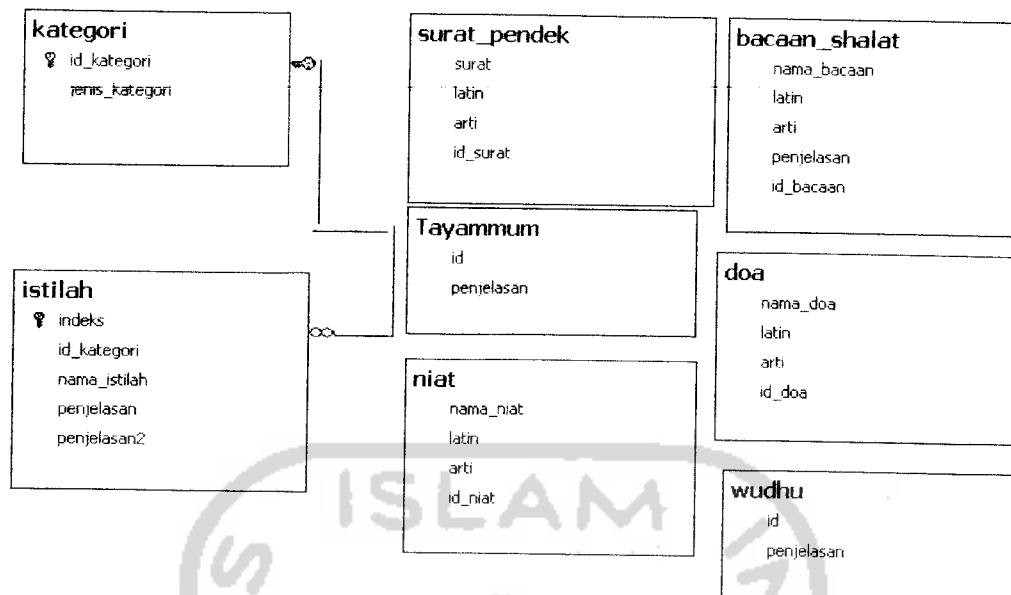 kategori
id_kategori
jenis_kategori
surat_pendek
surat
latin
arti
id_surat
bacaan_shalat
nama_bacaan
latin
arti
penjelasan
id_bacaan
Tayammum
id
penjelasan
istilah
indeks
id_kategori
nama_istilah
penjelasan
penjelasan2
niat
nama_niat
latin
arti
id_niat
doa
nama_doa
latin
arti
id_doa
wudhu
id
penjelasan
ISLAM